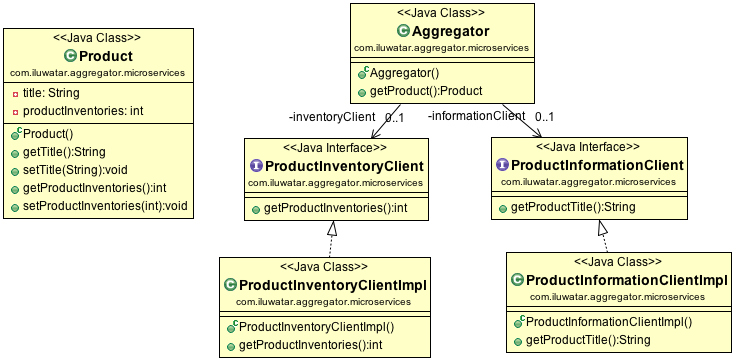 <<Java Class>>
Product
com.iluwatar.aggregator.microservices
title: String
productInventories: int
Product()
getTitle():String
setTitle(String):void
getProductInventories():int
setProductInventories(int):void
<<Java Class>>
Aggregator
com.iluwatar.aggregator.microservices
Aggregator()
getProduct():Product
-inventoryClient 0..1
-informationClient 0..1
<<Java Interface>>
ProductInventoryClient
com.iluwatar.aggregator.microservices
getProductInventories():int
<<Java Interface>>
ProductInformationClient
com.iluwatar.aggregator.microservices
getProductTitle():String
<<Java Class>>
ProductInventoryClientImpl
com.iluwatar.aggregator.microservices
ProductInventoryClientImpl()
getProductInventories():int
<<Java Class>>
ProductInformationClientImpl
com.iluwatar.aggregator.microservices
ProductInformationClientImpl()
getProductTitle():String